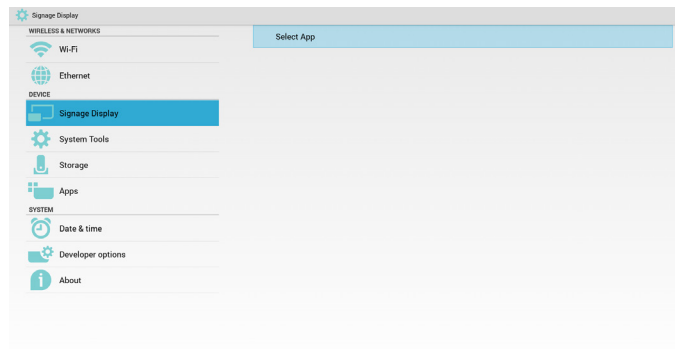 Signage Display
WIRELESS & NETWORKS
Wi-Fi
Ethernet
DEVICE
Signage Display
System Tools
Storage
Apps
SYSTEM
Date & time
Developer options
About
Select App